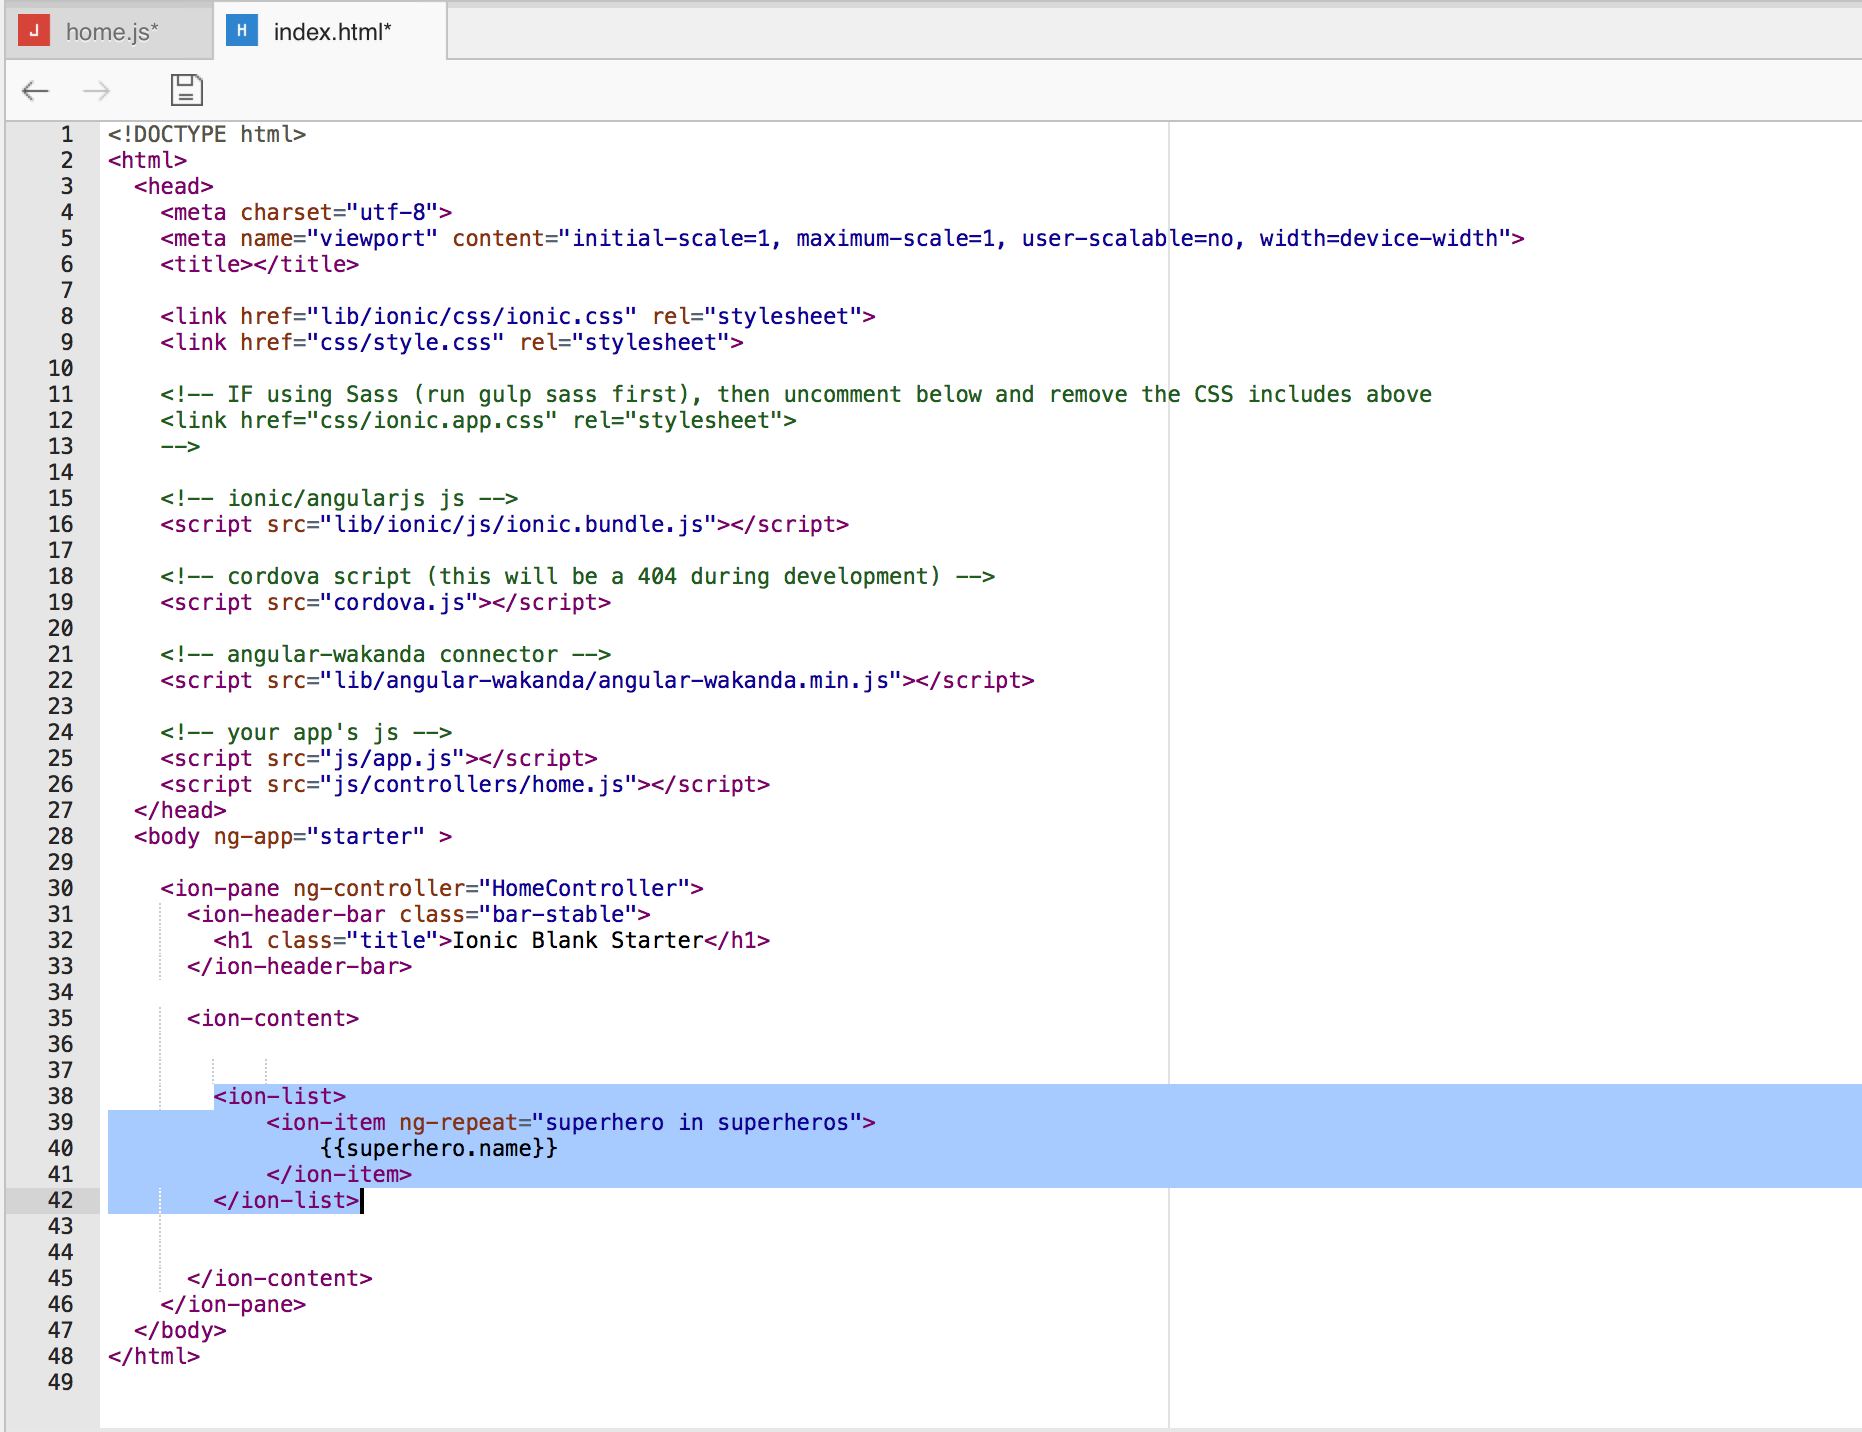 J home.js* H index.html*
1 <!DOCTYPE html>
2 <html>
3   <head>
4     <meta charset="utf-8">
5     <meta name="viewport" content="initial-scale=1, maximum-scale=1, user-scalable=no, width=device-width">
6     <title></title>
7
8     <link href="lib/ionic/css/ionic.css" rel="stylesheet">
9     <link href="css/style.css" rel="stylesheet">
10
11     <!-- IF using Sass (run gulp sass first), then uncomment below and remove the CSS includes above
12     <link href="css/ionic.app.css" rel="stylesheet">
13     -->
14
15     <!-- ionic/angularjs js -->
16     <script src="lib/ionic/js/ionic.bundle.js"></script>
17
18     <!-- cordova script (this will be a 404 during development) -->
19     <script src="cordova.js"></script>
20
21     <!-- angular-wakanda connector -->
22     <script src="lib/angular-wakanda/angular-wakanda.min.js"></script>
23
24     <!-- your app's js -->
25     <script src="js/app.js"></script>
26     <script src="js/controllers/home.js"></script>
27   </head>
28   <body ng-app="starter" >
29
30     <ion-pane ng-controller="HomeController">
31       <ion-header-bar class="bar-stable">
32         <h1 class="title">Ionic Blank Starter</h1>
33       </ion-header-bar>
34
35       <ion-content>
36
37
38         <ion-list>
39             <ion-item ng-repeat="superhero in superheros">
40                 {{superhero.name}}
41             </ion-item>
42         </ion-list>
43
44
45       </ion-content>
46     </ion-pane>
47   </body>
48 </html>
49